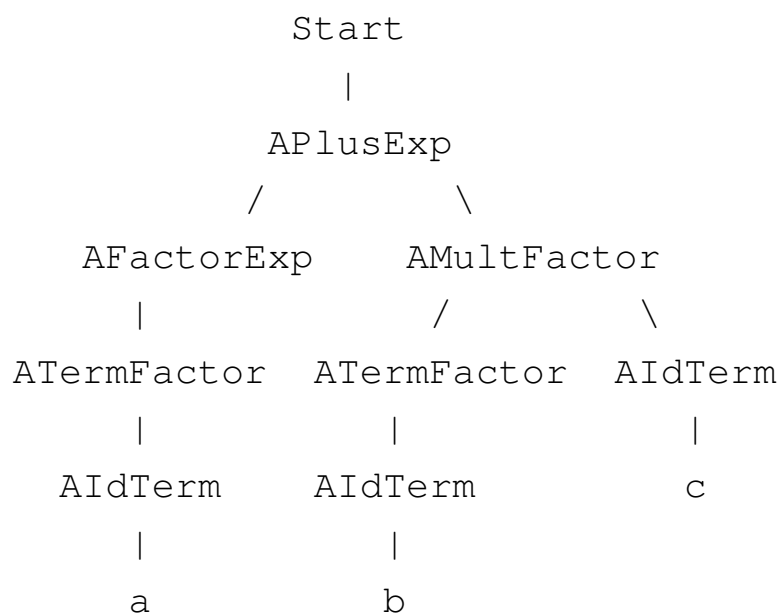 Start
|
APlusExp
/ \
AFactorExp AMultFactor
| / \
ATermFactor ATermFactor AIdTerm
| | |
AIdTerm AIdTerm c
| |
a b